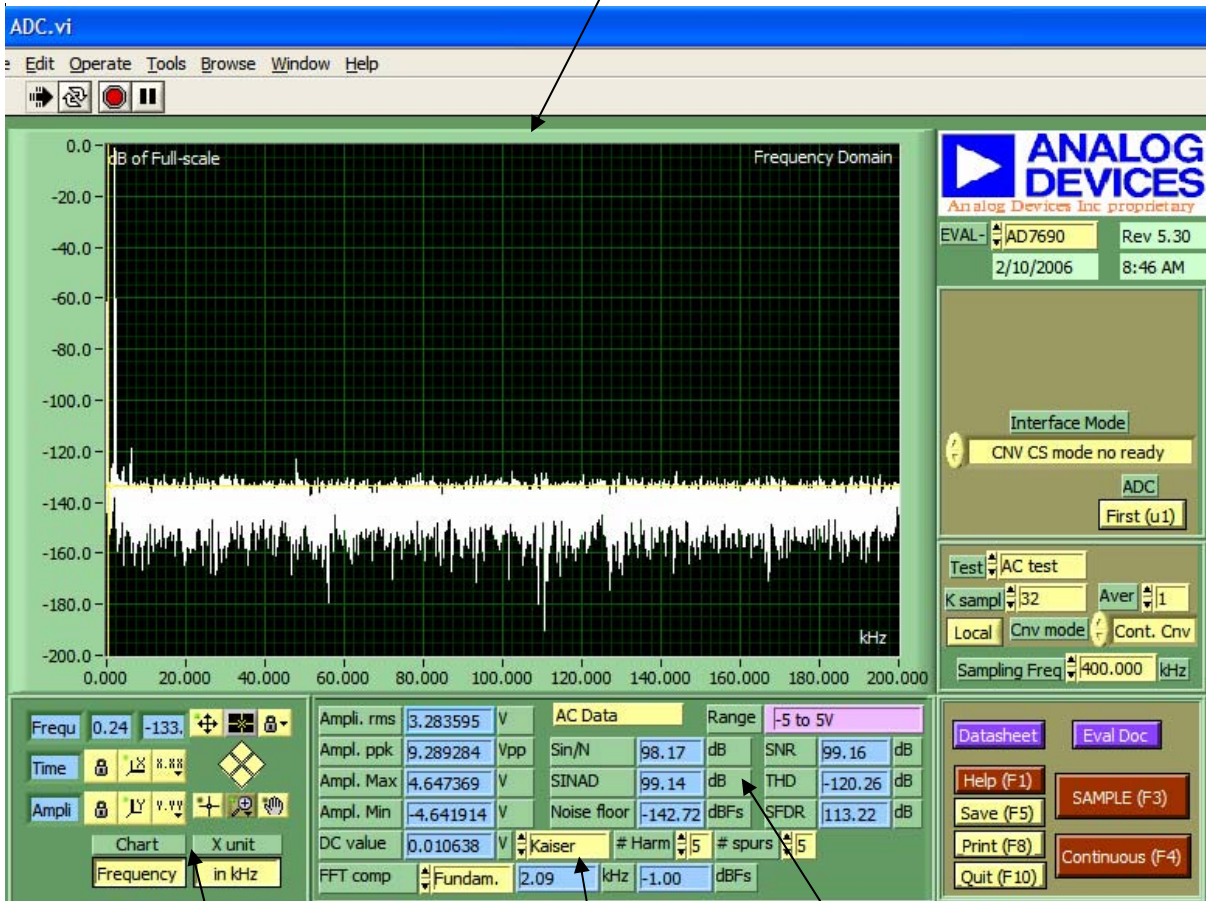 ADC.vi
Edit Operate Tools Browse Window Help
dB of Full-scale
Frequency Domain
0.0
-20.0
-40.0
-60.0
-80.0
-100.0
-120.0
-140.0
-160.0
-180.0
-200.0
kHz
0.000 20.000 40.000 60.000 80.000 100.000 120.000 140.000 160.000 180.000 200.000
ANALOG
DEVICES
Analog Devices Inc proprietary
EVAL- AD7690 Rev 5.30
2/10/2006 8:46 AM
Interface Mode
CNV CS mode no ready
ADC
First (u1)
Test AC test
K sampl 32 Aver 1
Local Cnv mode Cont. Cnv
Sampling Freq 400.000 kHz
Frequ 0.24 -133.
Time X.XX
Ampli Y.YY
Chart X unit
Frequency in kHz
Ampli. rms 3.283595 V AC Data Range -5 to 5V
Ampl. ppk 9.289284 Vpp Sin/N 98.17 dB SNR 99.16 dB
Ampl. Max 4.647369 V SINAD 99.14 dB THD -120.26 dB
Ampl. Min -4.641914 V Noise floor -142.72 dBFs SFDR 113.22 dB
DC value 0.010638 V Kaiser # Harm 5 # spurs 5
FFT comp Fundam. 2.09 kHz -1.00 dBFs
Datasheet Eval Doc
Help (F1)
SAMPLE (F3)
Save (F5)
Print (F8)
Continuous (F4)
Quit (F10)